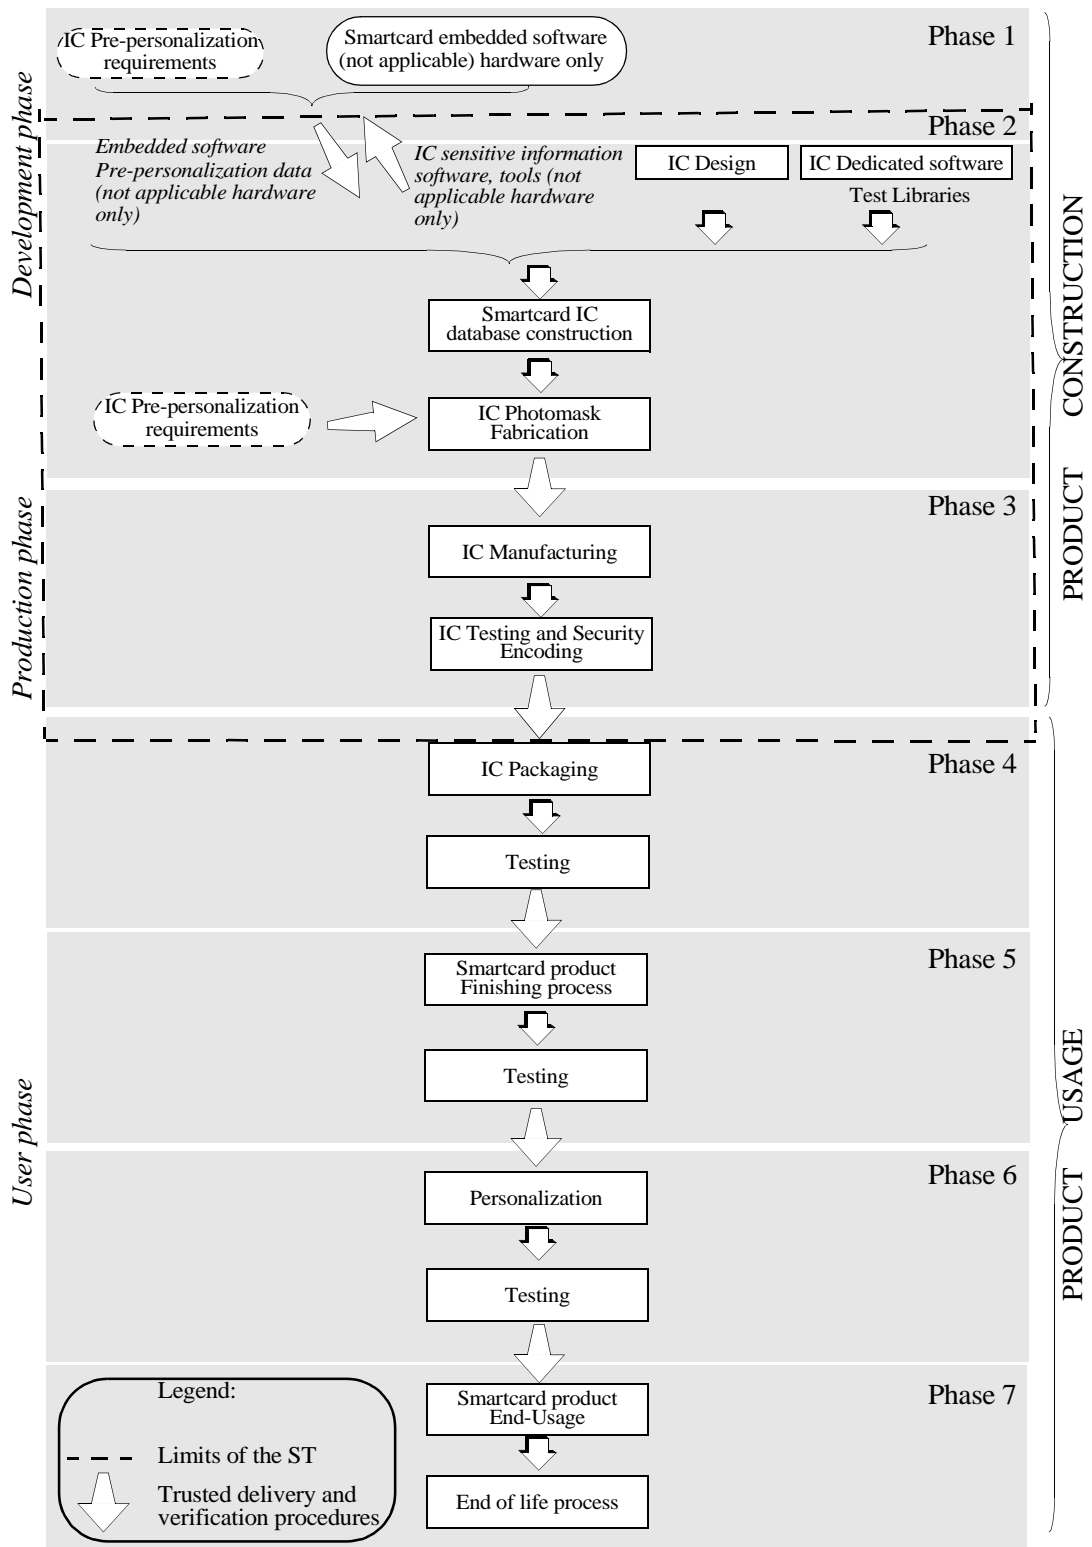 IC Pre-personalization
requirements
Smartcard embedded software
(not applicable) hardware only
Phase 1
Phase 2
Development phase
Embedded software
Pre-personalization data
(not applicable hardware
only)
IC sensitive information
software, tools (not
applicable hardware
only)
IC Design
IC Dedicated software
Test Libraries
Smartcard IC
database construction
IC Pre-personalization
requirements
IC Photomask
Fabrication
PRODUCT CONSTRUCTION
Phase 3
Production phase
IC Manufacturing
IC Testing and Security
Encoding
Phase 4
IC Packaging
Testing
Phase 5
Smartcard product
Finishing process
Testing
User phase
PRODUCT USAGE
Phase 6
Personalization
Testing
Phase 7
Smartcard product
End-Usage
End of life process
Legend:
Limits of the ST
Trusted delivery and
verification procedures